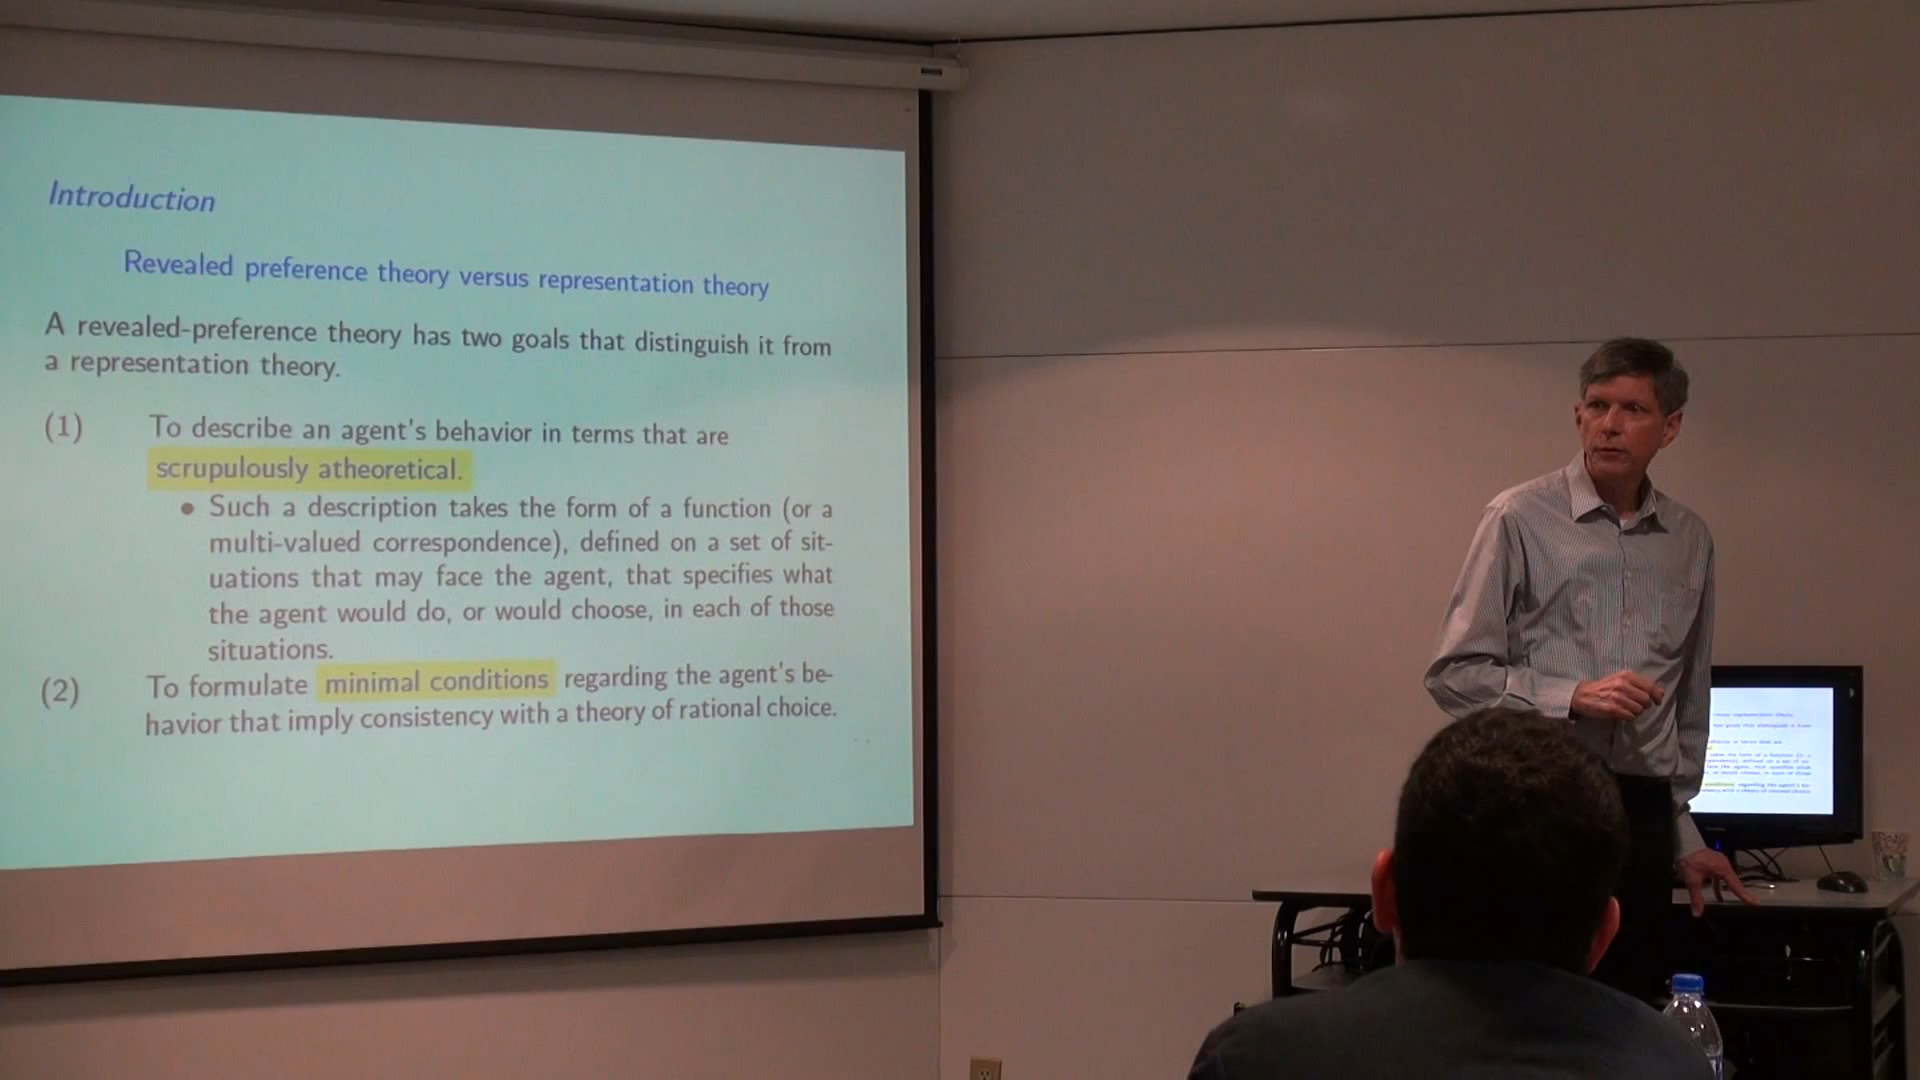 Introduction
Revealed preference theory versus representation theory
A revealed-preference theory has two goals that distinguish it from
a representation theory.
(1) To describe an agent's behavior in terms that are
scrupulously atheoretical.
• Such a description takes the form of a function (or a
multi-valued correspondence), defined on a set of sit-
uations that may face the agent, that specifies what
the agent would do, or would choose, in each of those
situations.
(2) To formulate minimal conditions regarding the agent's be-
havior that imply consistency with a theory of rational choice.